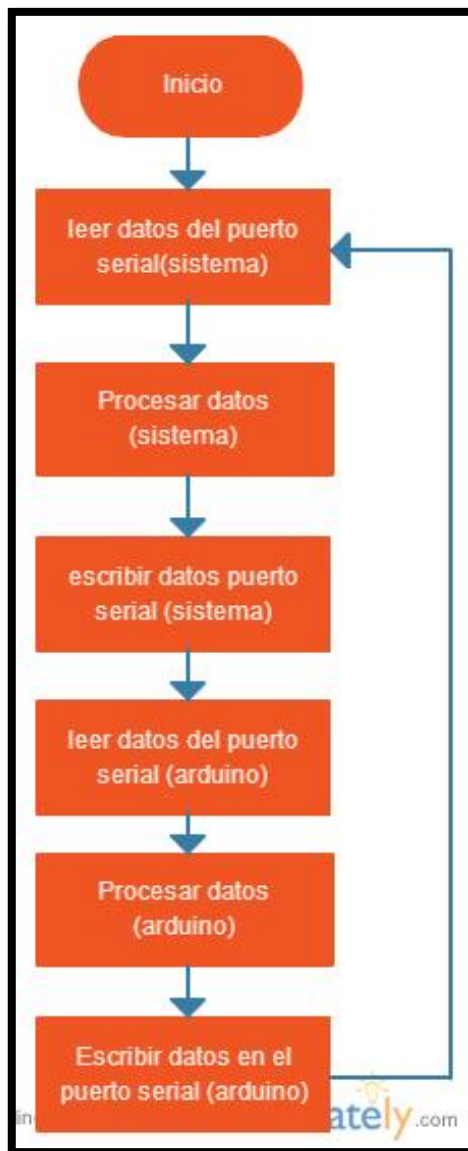 Inicio
leer datos del puerto
serial(sistema)
Procesar datos
(sistema)
escribir datos puerto
serial (sistema)
leer datos del puerto
serial (arduino)
Procesar datos
(arduino)
Escribir datos en el
puerto serial (arduino)
ately.com